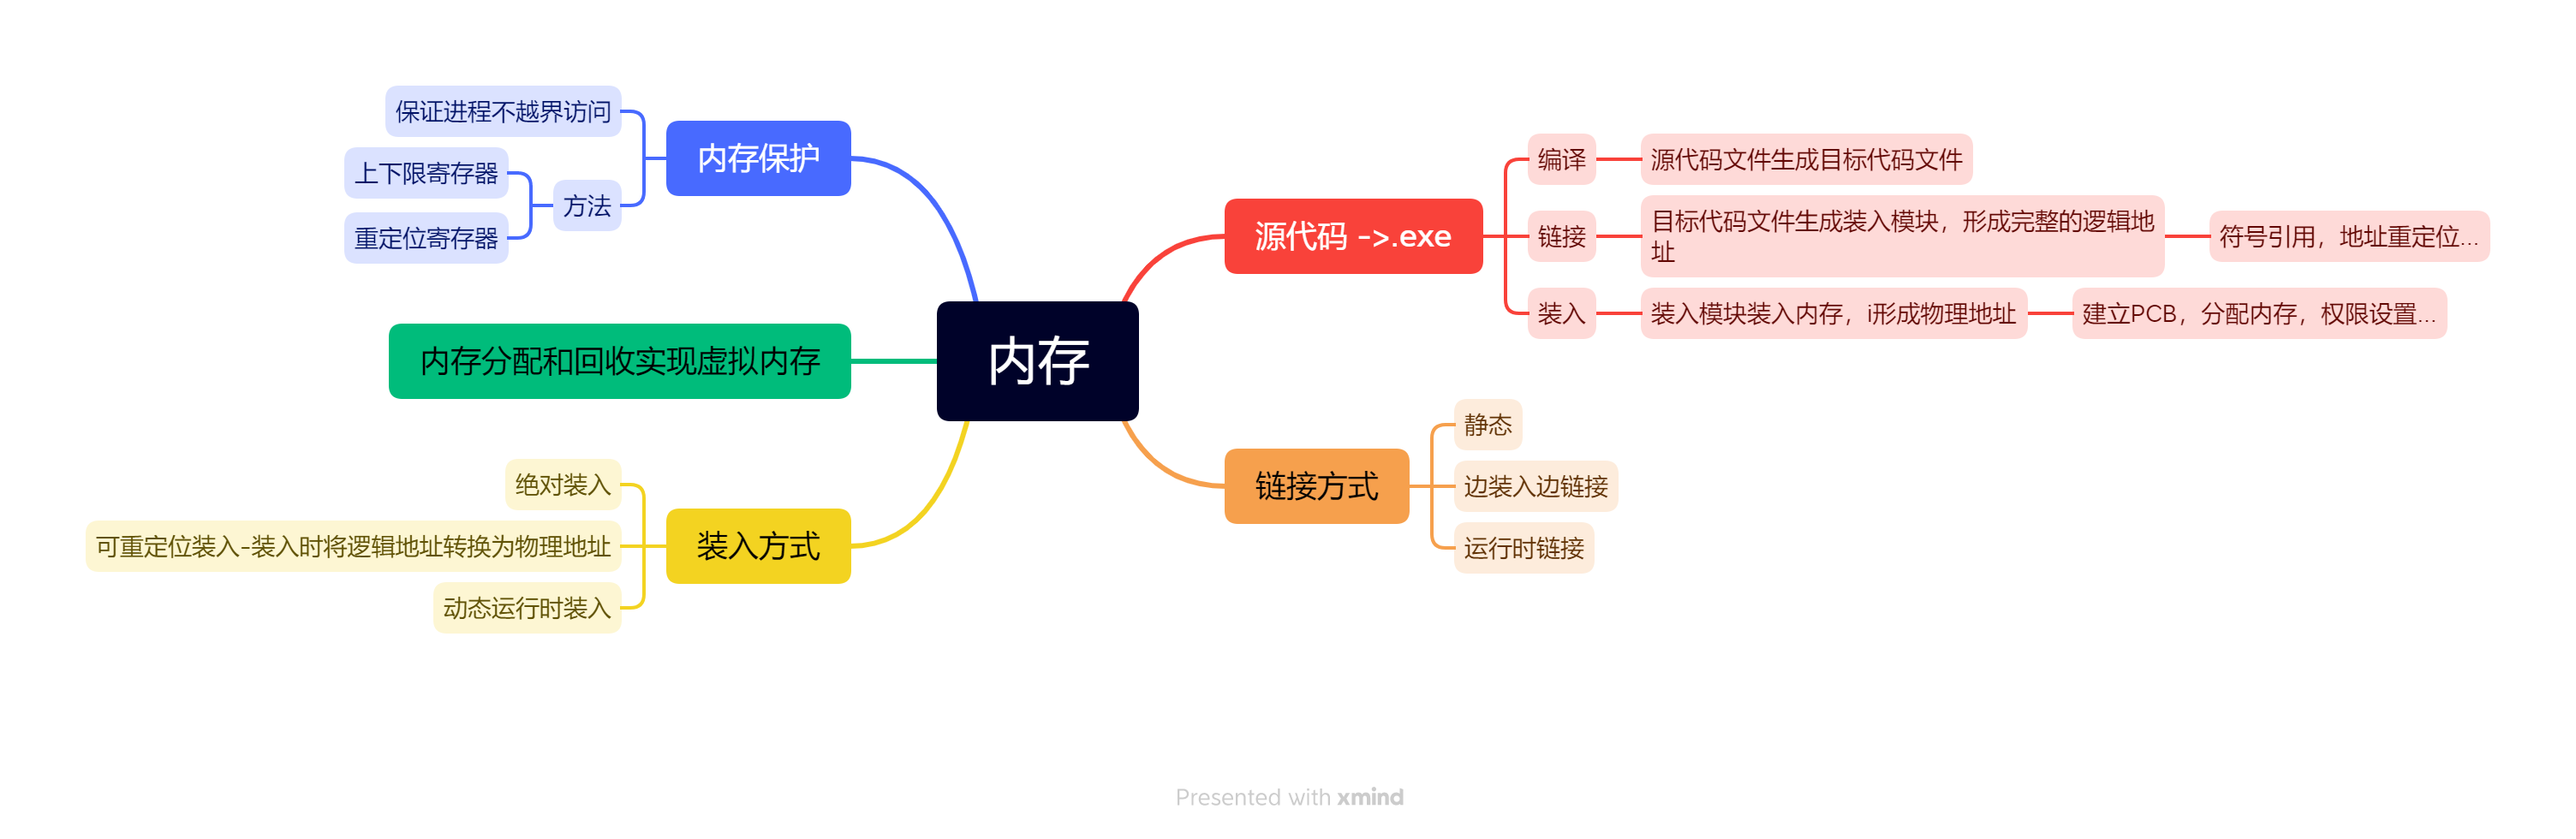 内存
源代码 ->.exe
编译
源代码文件生成目标代码文件
链接
目标代码文件生成装入模块，形成完整的逻辑地
址
符号引用，地址重定位...
装入
装入模块装入内存，i形成物理地址
建立PCB，分配内存，权限设置...
链接方式
静态
边装入边链接
运行时链接
内存保护
保证进程不越界访问
方法
上下限寄存器
重定位寄存器
内存分配和回收实现虚拟内存
装入方式
绝对装入
可重定位装入-装入时将逻辑地址转换为物理地址
动态运行时装入
Presented with xmind